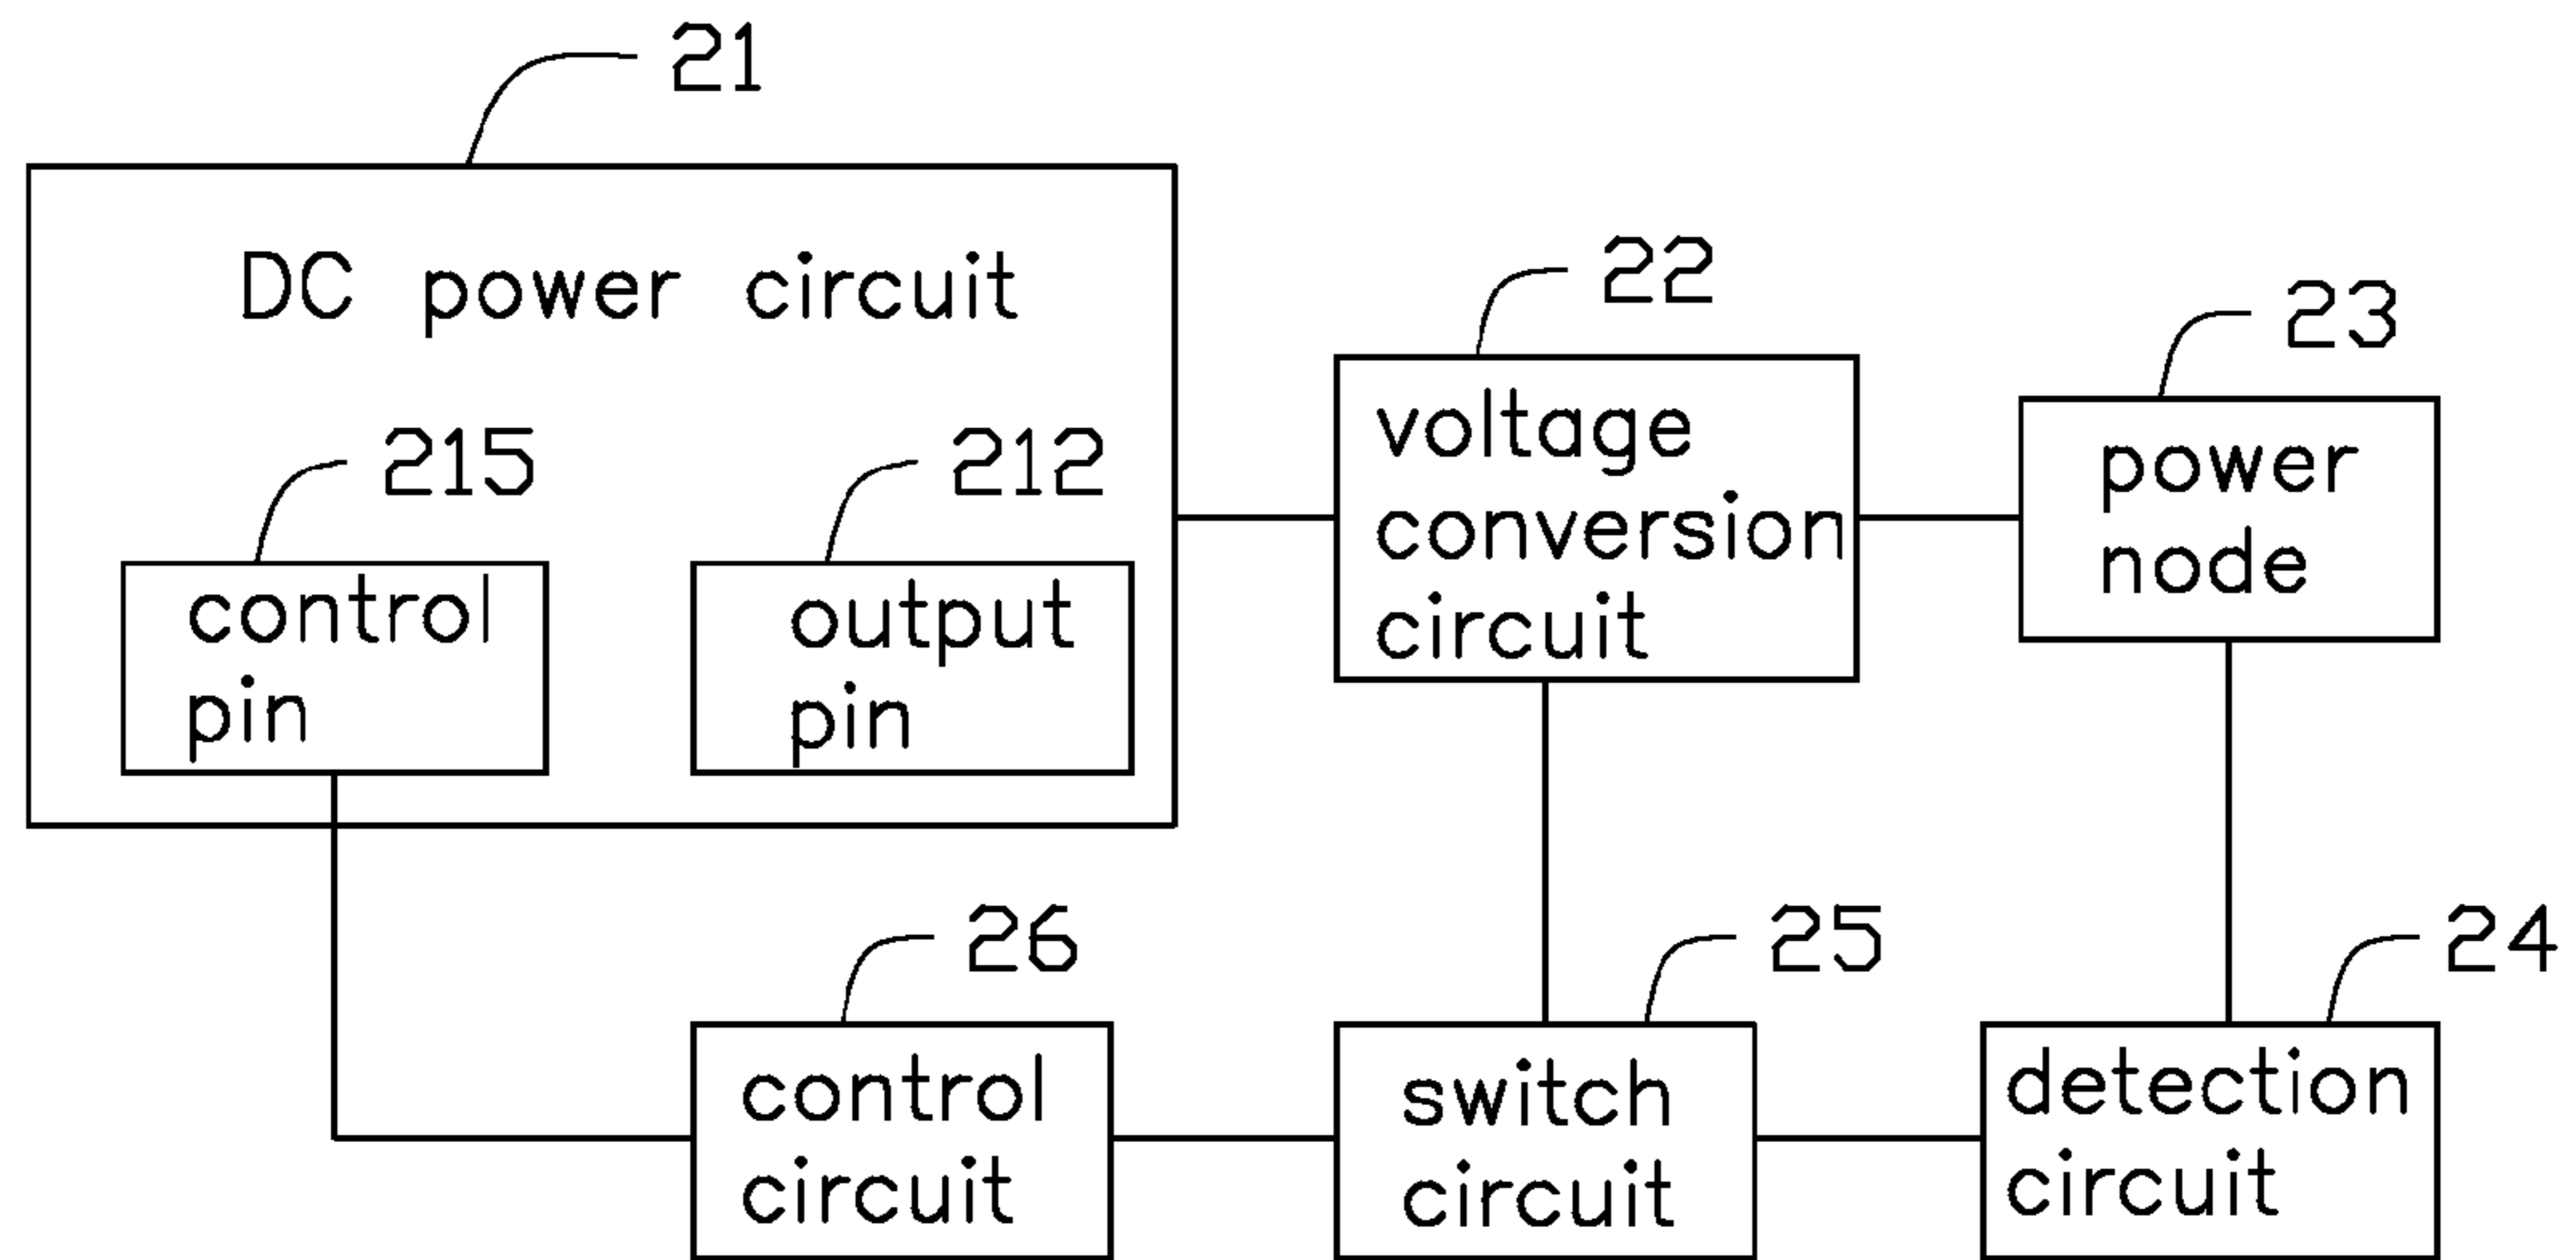 21
DC power circuit
22
23
215
212
voltage
conversion
circuit
power
node
control
pin
output
pin
26
25
24
control
circuit
switch
circuit
detection
circuit